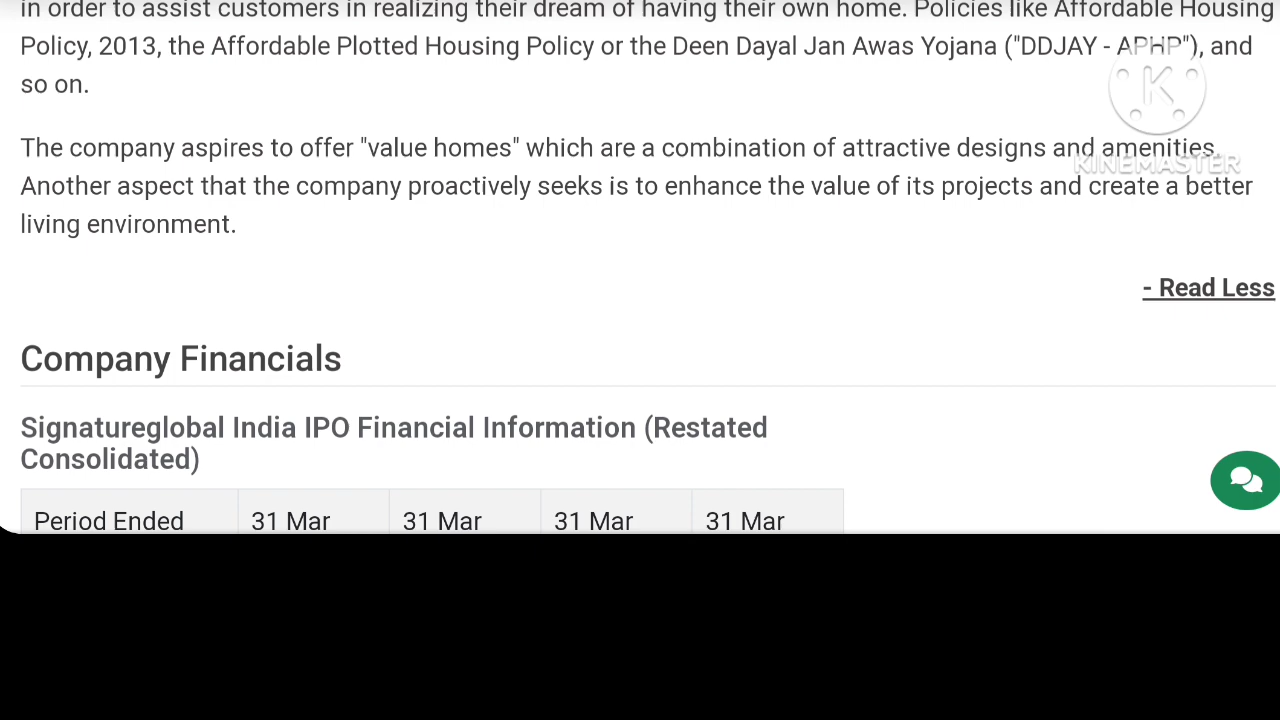 in order to assist customers in realizing their dream of having their own home. Policies like Affordable Housing
Policy, 2013, the Affordable Plotted Housing Policy or the Deen Dayal Jan Awas Yojana ("DDJAY - APHP"), and
so on.
K
KINEMASTER
The company aspires to offer "value homes" which are a combination of attractive designs and amenities.
Another aspect that the company proactively seeks is to enhance the value of its projects and create a better
living environment.
- Read Less
Company Financials
Signatureglobal India IPO Financial Information (Restated
Consolidated)
Period Ended 31 Mar 31 Mar 31 Mar 31 Mar